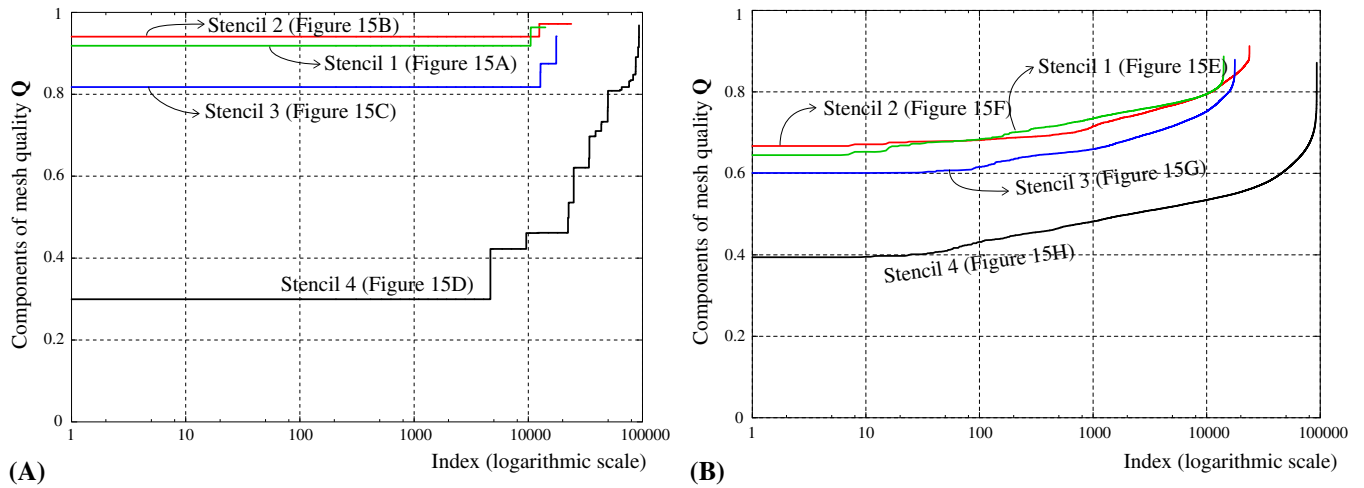 Components of mesh quality Q
1
0.8
0.6
0.4
0.2
0
Stencil 2 (Figure 15B)
Stencil 1 (Figure 15A)
Stencil 3 (Figure 15C)
Stencil 4 (Figure 15D)
1
10
100
1000
10000
100000
Index (logarithmic scale)
(A)
Components of mesh quality Q
1
0.8
0.6
0.4
0.2
0
Stencil 1 (Figure 15E)
Stencil 2 (Figure 15F)
Stencil 3 (Figure 15G)
Stencil 4 (Figure 15H)
1
10
100
1000
10000
100000
Index (logarithmic scale)
(B)